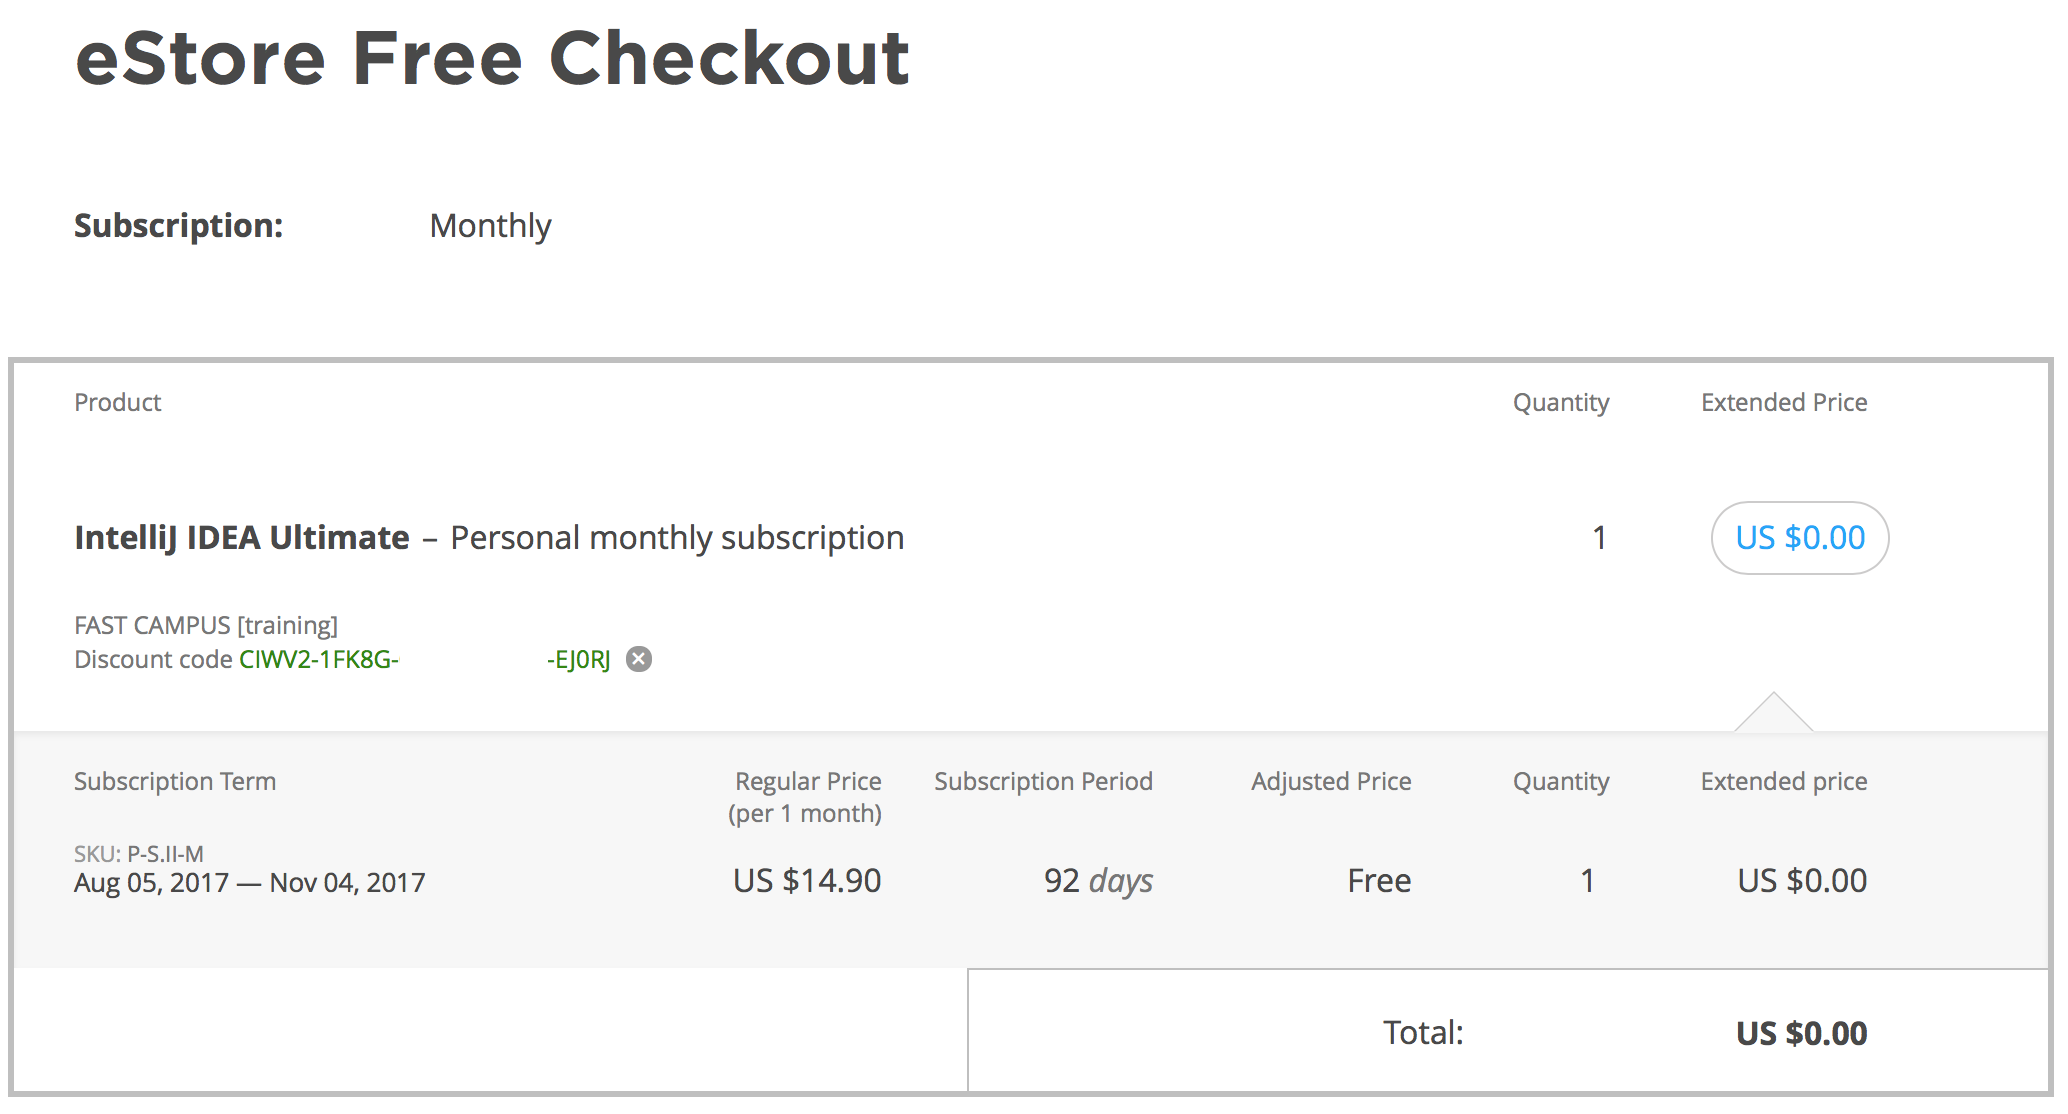 eStore Free Checkout
Subscription: Monthly
Product Quantity Extended Price
IntelliJ IDEA Ultimate – Personal monthly subscription 1 US $0.00
FAST CAMPUS [training]
Discount code CIWV2-1FK8G- -EJ0RJ
Subscription Term Regular Price Subscription Period Adjusted Price Quantity Extended price
(per 1 month)
SKU: P-S.II-M
Aug 05, 2017 — Nov 04, 2017 US $14.90 92 days Free 1 US $0.00
Total: US $0.00